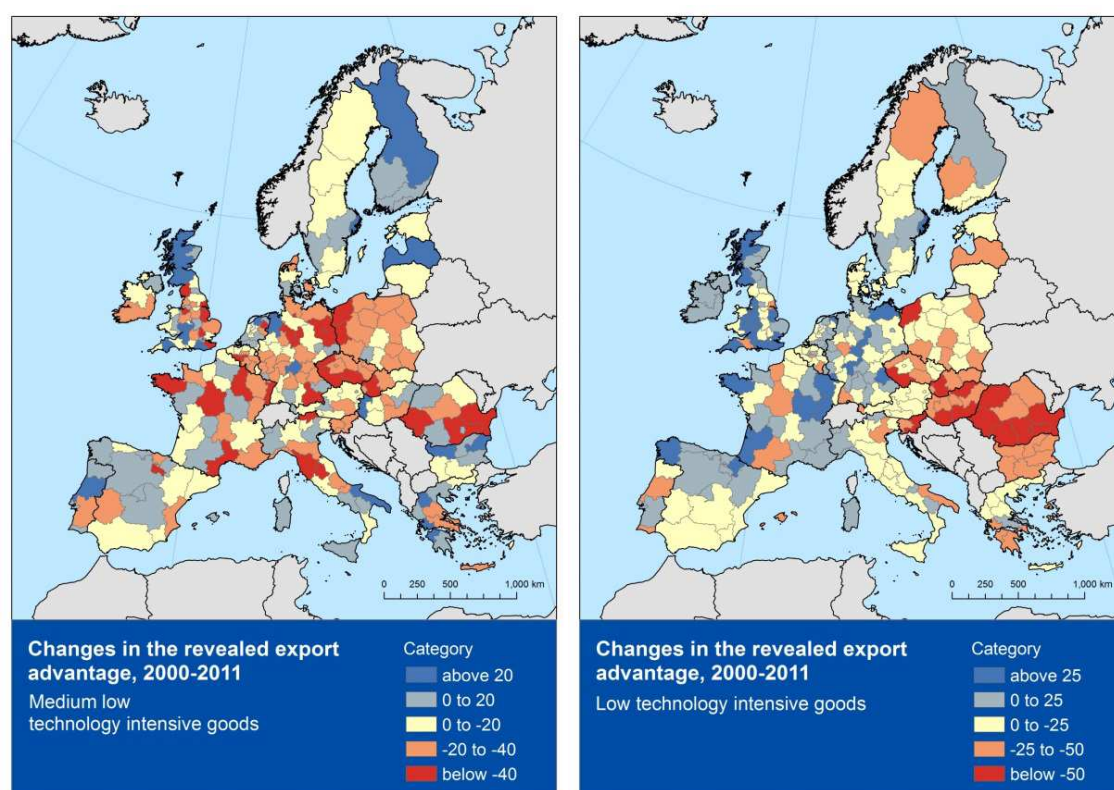 0 250 500 1,000 km
Changes in the revealed export
advantage, 2000-2011
Medium low
technology intensive goods
Category
above 20
0 to 20
0 to -20
-20 to -40
below -40
0 250 500 1,000 km
Changes in the revealed export
advantage, 2000-2011
Low technology intensive goods
Category
above 25
0 to 25
0 to -25
-25 to -50
below -50